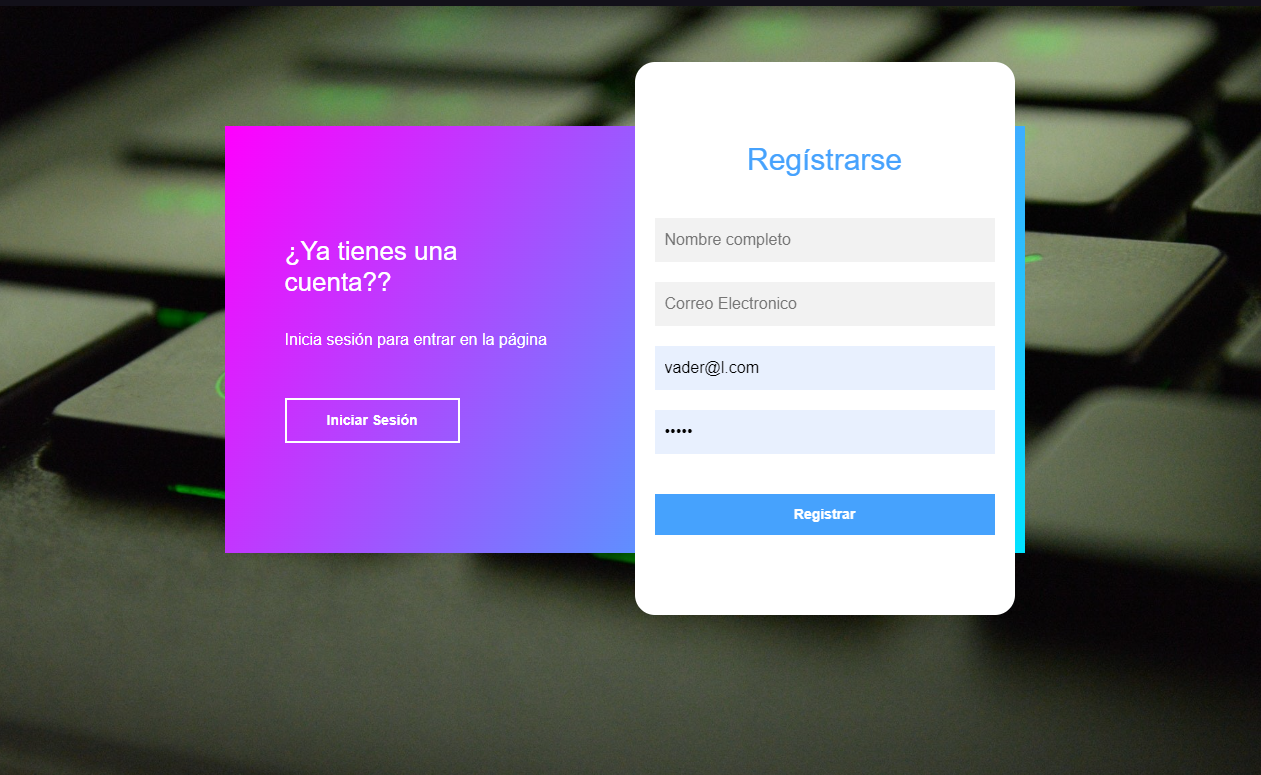 ¿Ya tienes una
cuenta??
Inicia sesión para entrar en la página
Iniciar Sesión
Regístrarse
Nombre completo
Correo Electronico
vader@l.com
•••••
Registrar